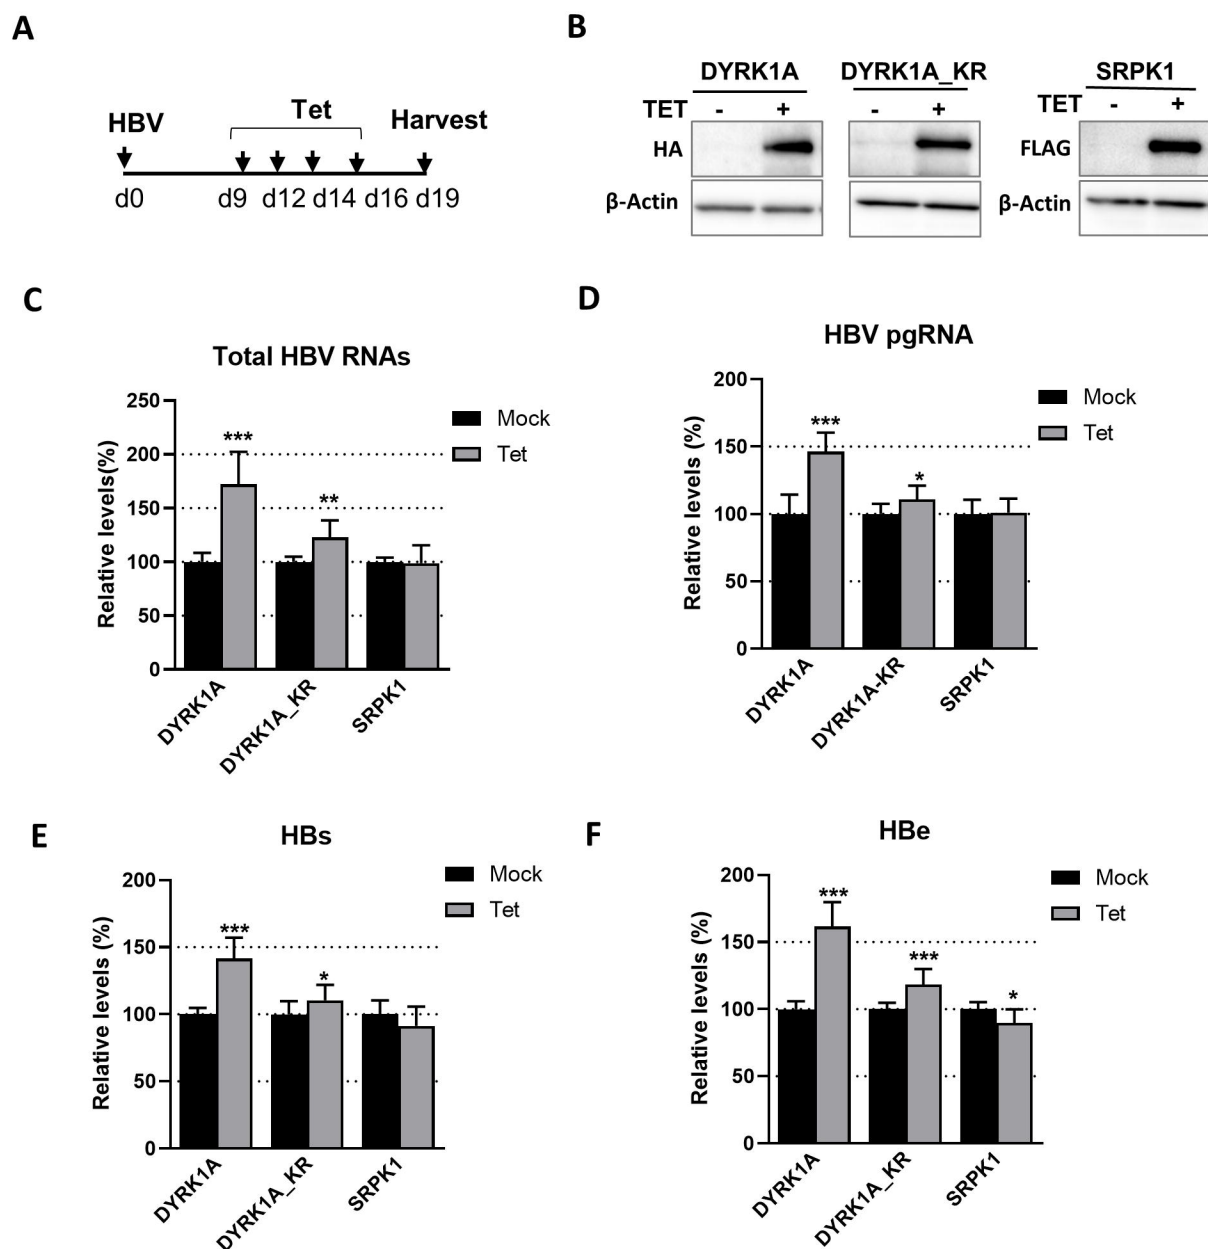 A
HBV
Tet
Harvest
d0 d9 d12 d14 d16 d19
B
DYRK1A DYRK1A_KR SRPK1
TET - + - + TET - +
HA FLAG
β-Actin β-Actin
C
Total HBV RNAs
Relative levels(%)
250
200
150
100
50
0
*** **
Mock
Tet
DYRK1A DYRK1A_KR SRPK1
D
HBV pgRNA
Relative levels (%)
200
150
100
50
0
*** *
Mock
Tet
DYRK1A DYRK1A-KR SRPK1
E
HBs
Relative levels (%)
200
150
100
50
0
*** *
Mock
Tet
DYRK1A DYRK1A_KR SRPK1
F
HBe
Relative levels (%)
200
150
100
50
0
*** *** *
Mock
Tet
DYRK1A DYRK1A_KR SRPK1